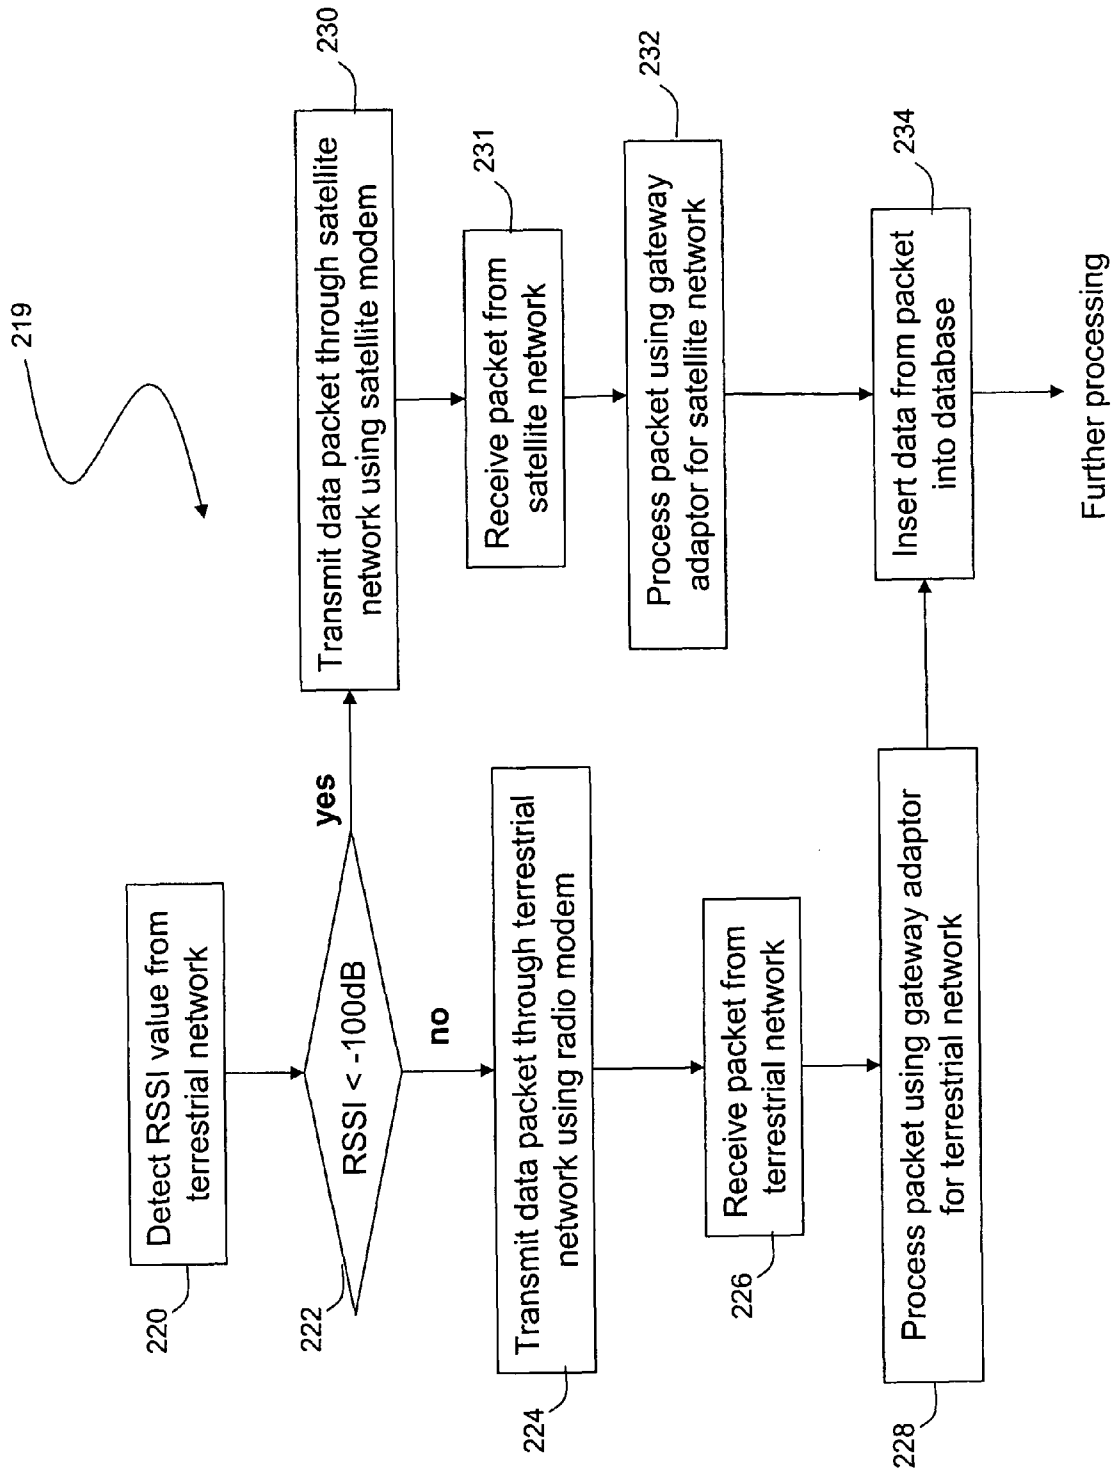 219
220
Detect RSSI value from
terrestrial network
222
RSSI < -100dB
yes
no
224
Transmit data packet through terrestrial
network using radio modem
226
Receive packet from
terrestrial network
228
Process packet using gateway adaptor
for terrestrial network
230
Transmit data packet through satellite
network using satellite modem
231
Receive packet from
satellite network
232
Process packet using gateway
adaptor for satellite network
234
Insert data from packet
into database
Further processing